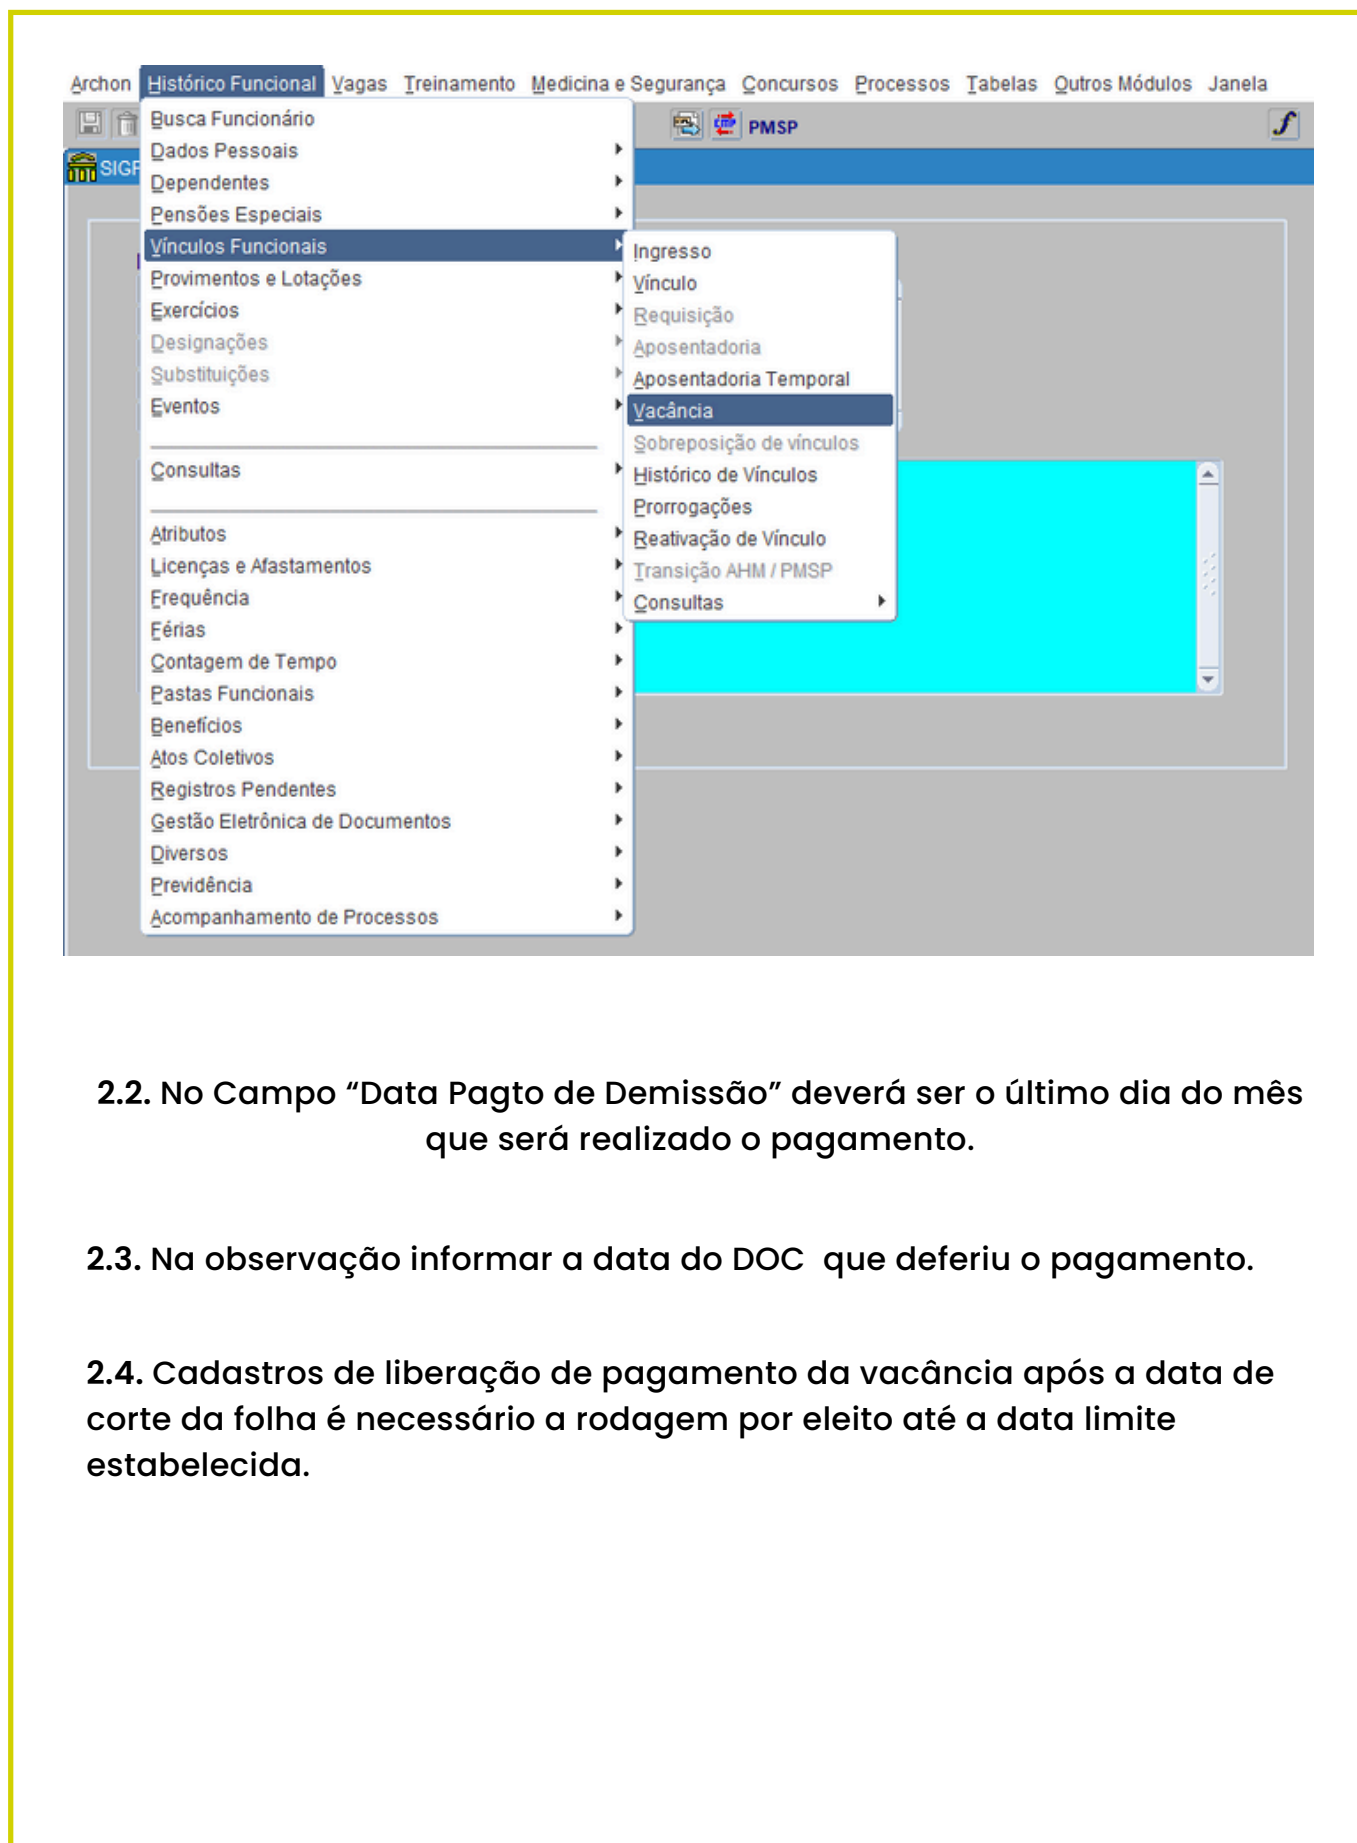 Archon Histórico Funcional Vagas Treinamento Medicina e Segurança Concursos Processos Tabelas Outros Módulos Janela
PMSP
SIGP
Busca Funcionário
Dados Pessoais
Dependentes
Pensões Especiais
Vínculos Funcionais
Provimentos e Lotações
Exercícios
Designações
Substituições
Eventos
Consultas
Atributos
Licenças e Afastamentos
Frequência
Férias
Contagem de Tempo
Pastas Funcionais
Benefícios
Atos Coletivos
Registros Pendentes
Gestão Eletrônica de Documentos
Diversos
Previdência
Acompanhamento de Processos
Ingresso
Vínculo
Requisição
Aposentadoria
Aposentadoria Temporal
Vacância
Sobreposição de vínculos
Histórico de Vínculos
Prorrogações
Reativação de Vínculo
Transição AHM / PMSP
Consultas
2.2. No Campo “Data Pagto de Demissão” deverá ser o último dia do mês
que será realizado o pagamento.
2.3. Na observação informar a data do DOC que deferiu o pagamento.
2.4. Cadastros de liberação de pagamento da vacância após a data de
corte da folha é necessário a rodagem por eleito até a data limite
estabelecida.